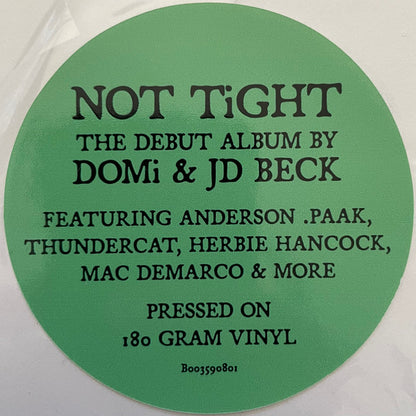 NOT TiGHT
THE DEBUT ALBUM BY
DOMi & JD BECK
FEATURING ANDERSON .PAAK,
THUNDERCAT, HERBIE HANCOCK,
MAC DEMARCO & MORE
PRESSED ON
180 GRAM VINYL
B003590801